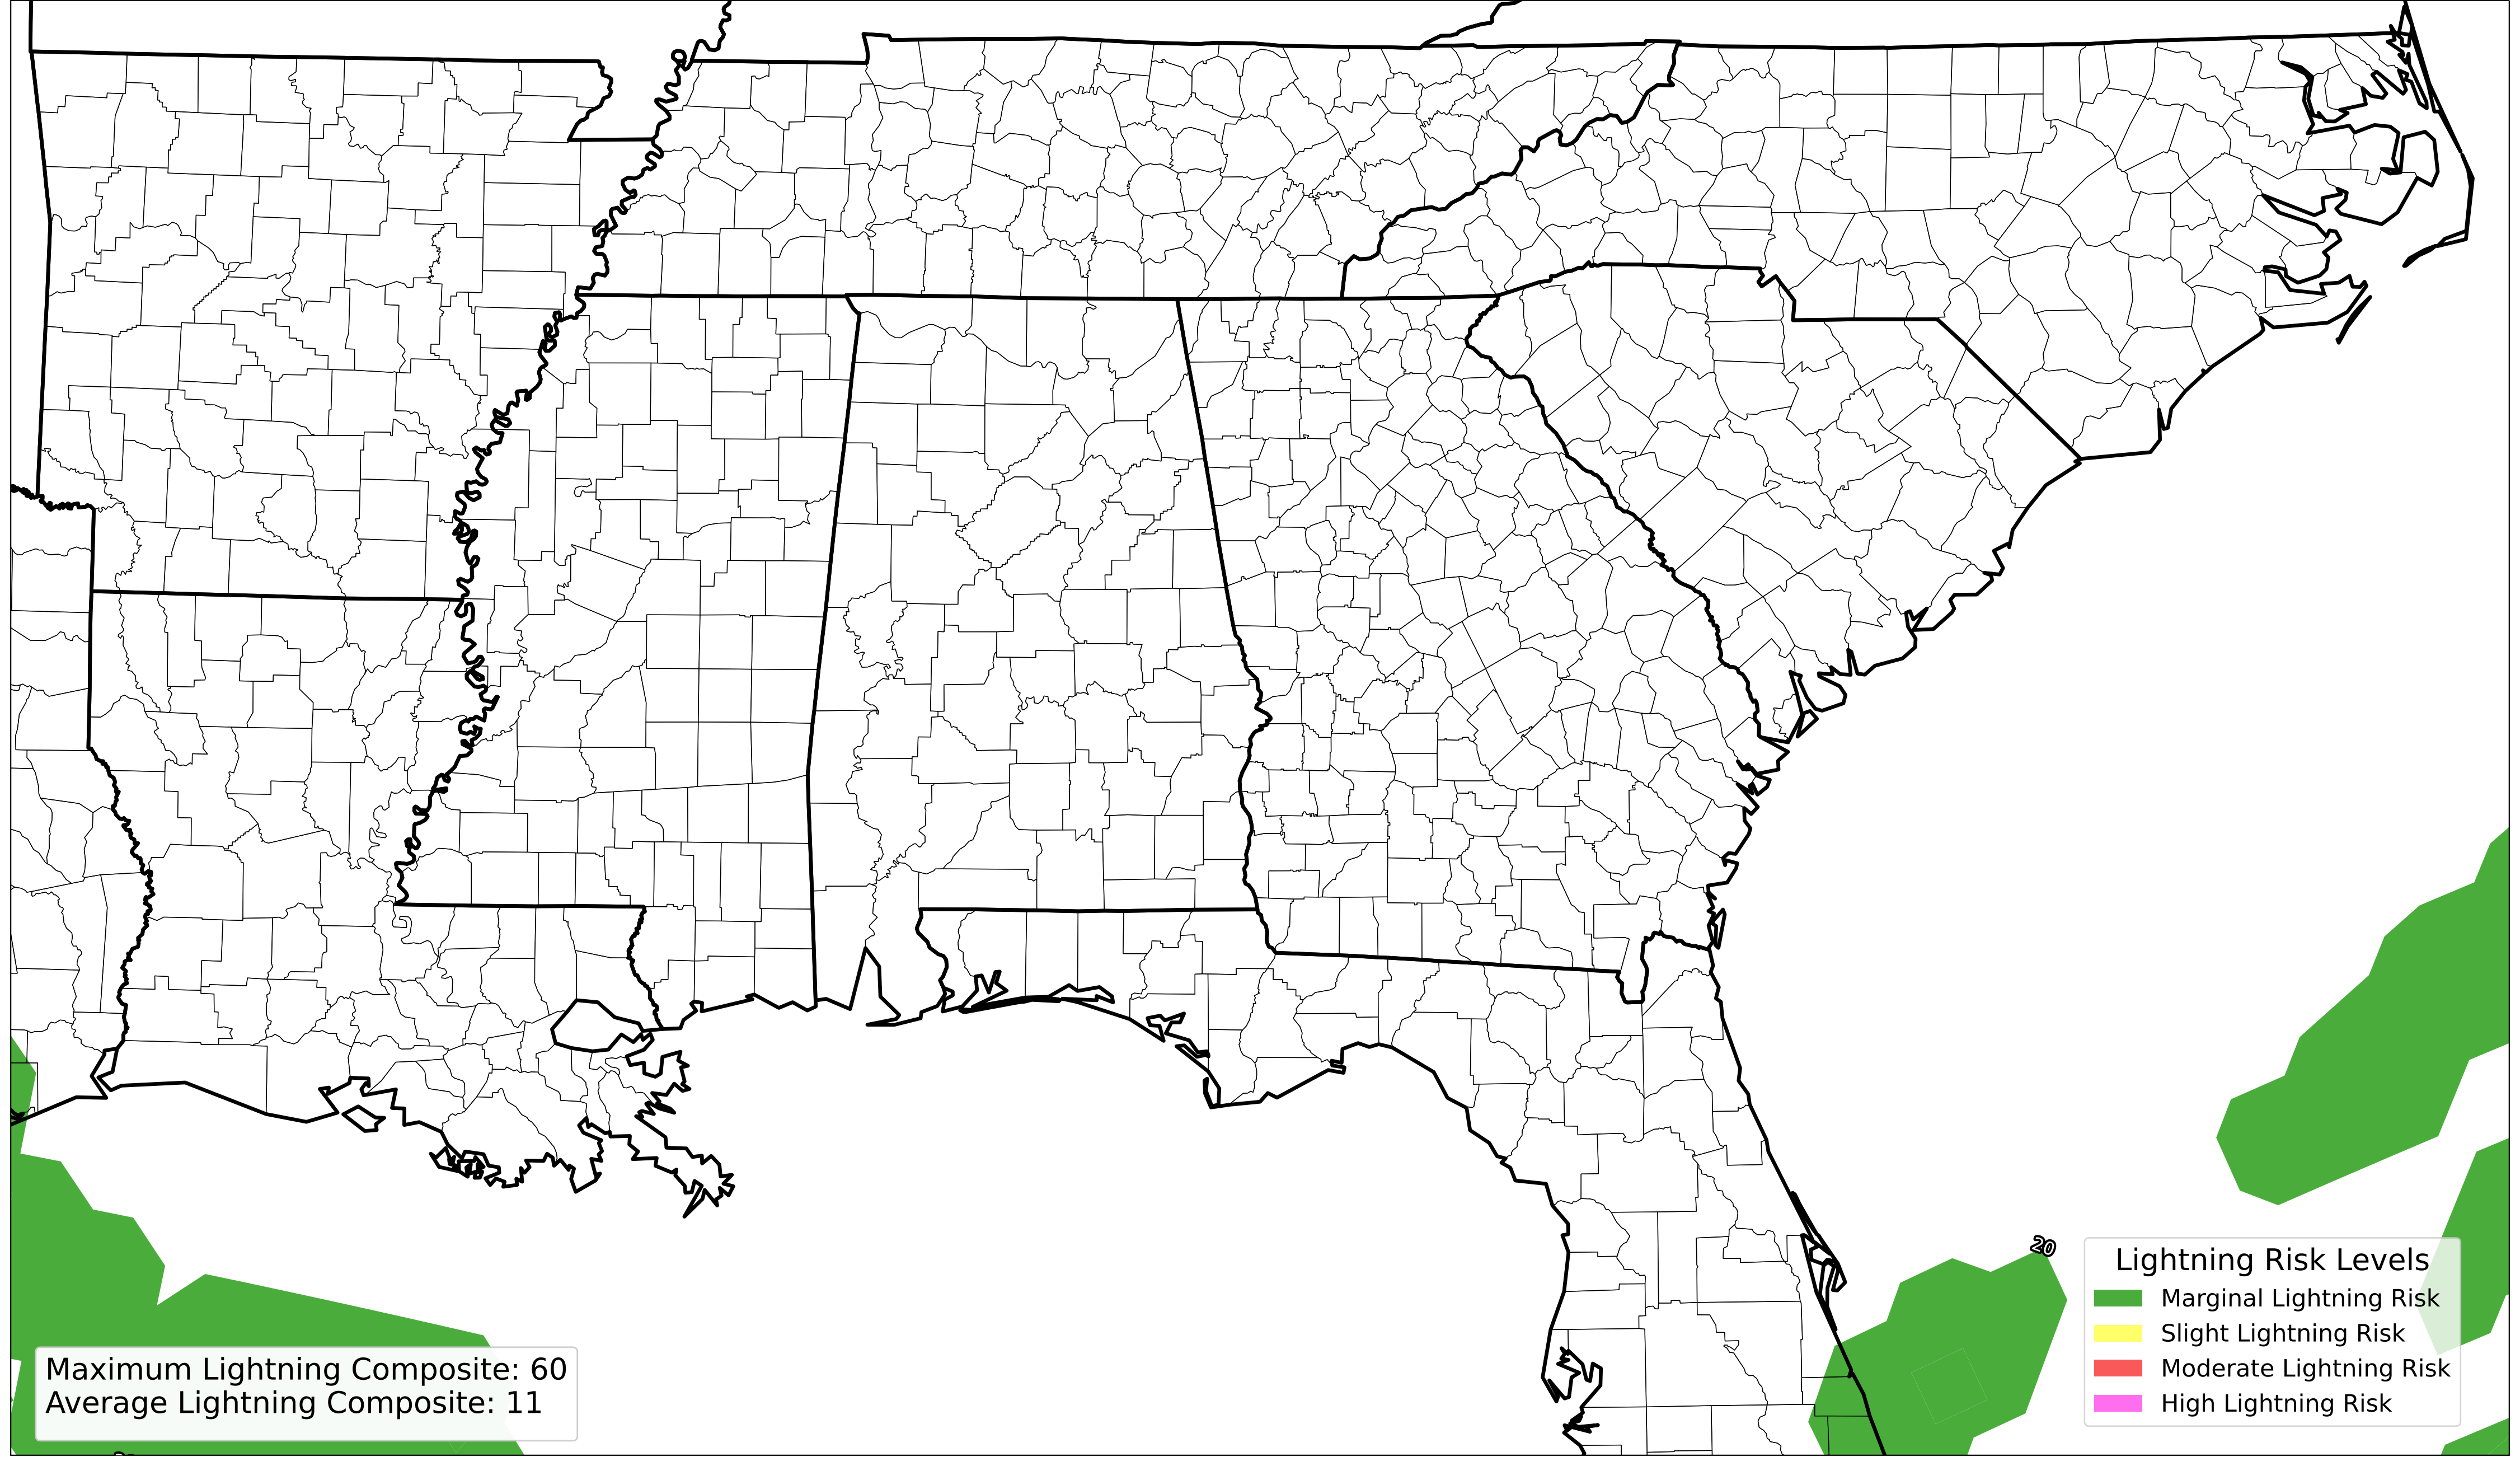 20
Lightning Risk Levels
Marginal Lightning Risk
Slight Lightning Risk
Moderate Lightning Risk
High Lightning Risk
Maximum Lightning Composite: 60
Average Lightning Composite: 11